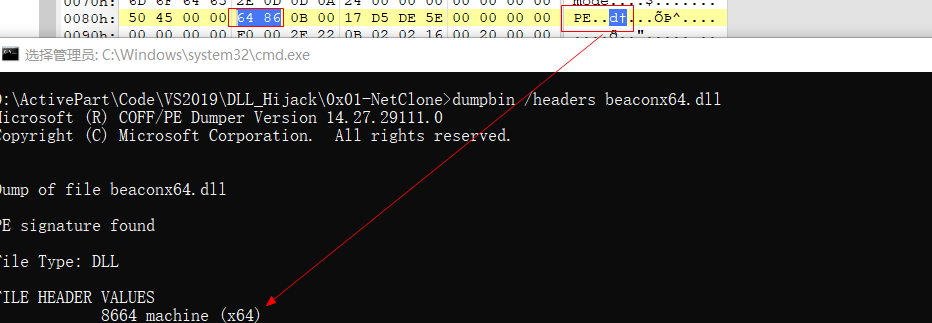 0070h: 6D 6F 64 65 2E 0D 0D 0A 24 00 00 00 00 00 00 00 mode....$.......
0080h: 50 45 00 00 64 86 0B 00 17 D5 DE 5E 00 00 00 00 PE..d†...ÕÞ^....
0090h: 00 00 00 00 F0 00 2E 22 0B 02 02 16 00 20 00 00
选择管理员: C:\Windows\system32\cmd.exe
D:\ActivePart\Code\VS2019\DLL_Hijack\0x01-NetClone>dumpbin /headers beaconx64.dll
Microsoft (R) COFF/PE Dumper Version 14.27.29111.0
Copyright (C) Microsoft Corporation.  All rights reserved.
Dump of file beaconx64.dll
PE signature found
File Type: DLL
FILE HEADER VALUES
8664 machine (x64)